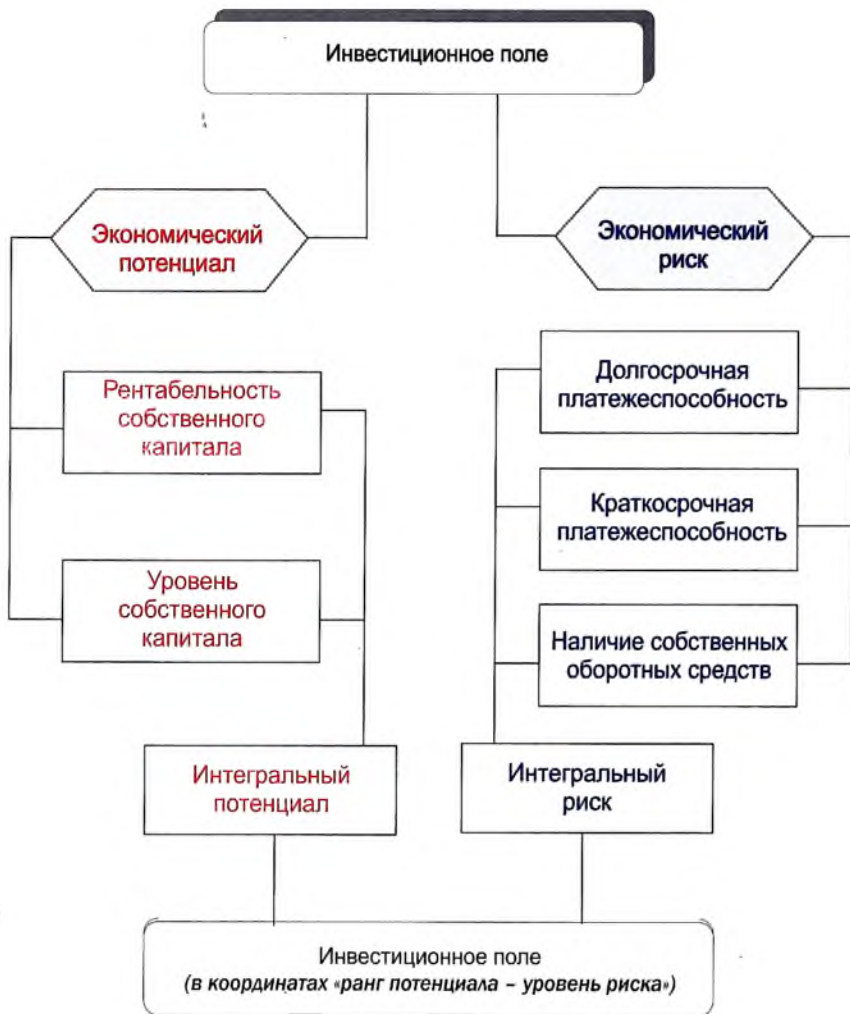 Инвестиционное поле
Экономический
потенциал
Экономический
риск
Рентабельность
собственного
капитала
Уровень
собственного
капитала
Долгосрочная
платежеспособность
Краткосрочная
платежеспособность
Наличие собственных
оборотных средств
Интегральный
потенциал
Интегральный
риск
Инвестиционное поле
(в координатах «ранг потенциала – уровень риска»)